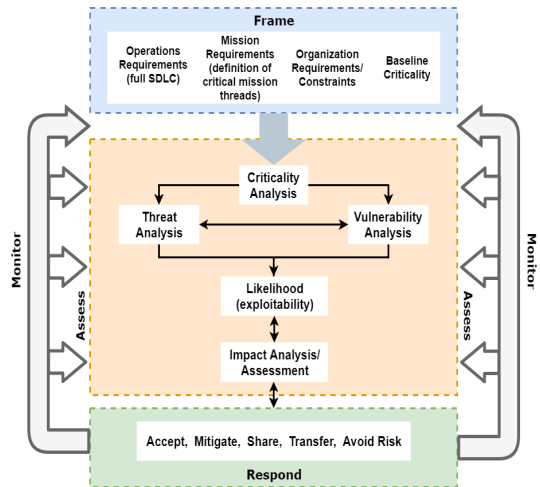 Frame
Operations
Requirements
(full SDLC)
Mission
Requirements
(definition of
critical mission
threads)
Organization
Requirements/
Constraints
Baseline
Criticality
Criticality
Analysis
Threat
Analysis
Vulnerability
Analysis
Likelihood
(exploitability)
Impact Analysis/
Assessment
Monitor
Assess
Assess
Monitor
Accept, Mitigate, Share, Transfer, Avoid Risk
Respond